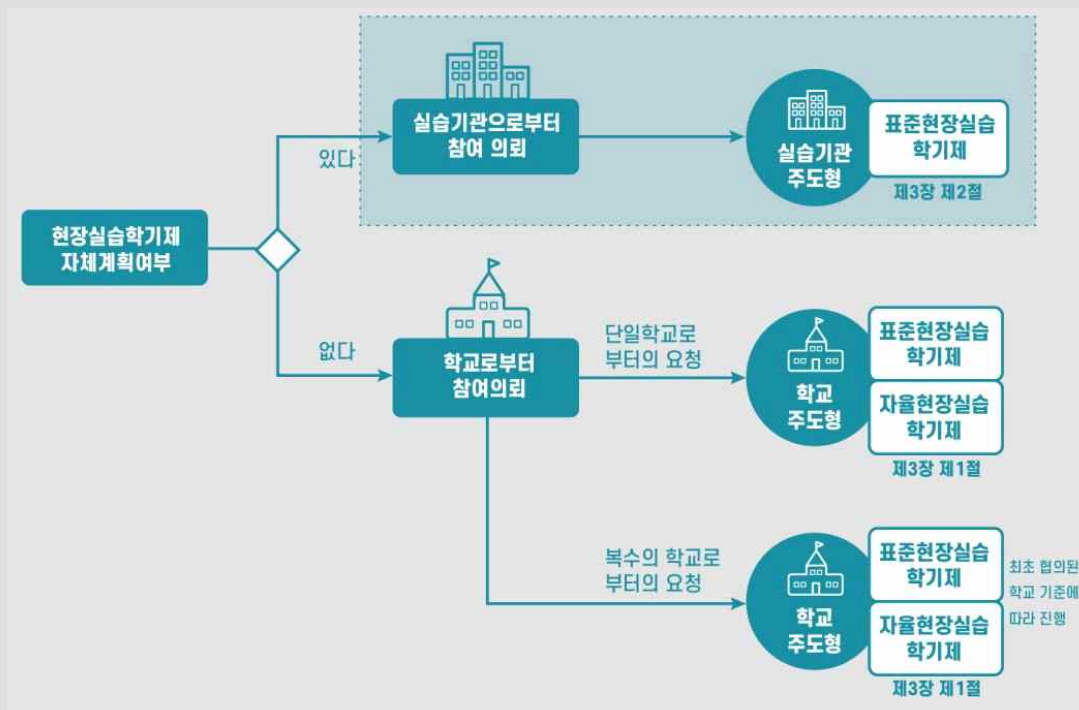 현장실습학기제
자체계획여부
있다
실습기관으로부터
참여 의뢰
실습기관
주도형
표준현장실습
학기제
제3장 제2절
없다
학교로부터
참여의뢰
단일학교로
부터의 요청
학교
주도형
표준현장실습
학기제
자율현장실습
학기제
제3장 제1절
복수의 학교로
부터의 요청
학교
주도형
표준현장실습
학기제
자율현장실습
학기제
제3장 제1절
최초 협의된
학교 기준에
따라 진행